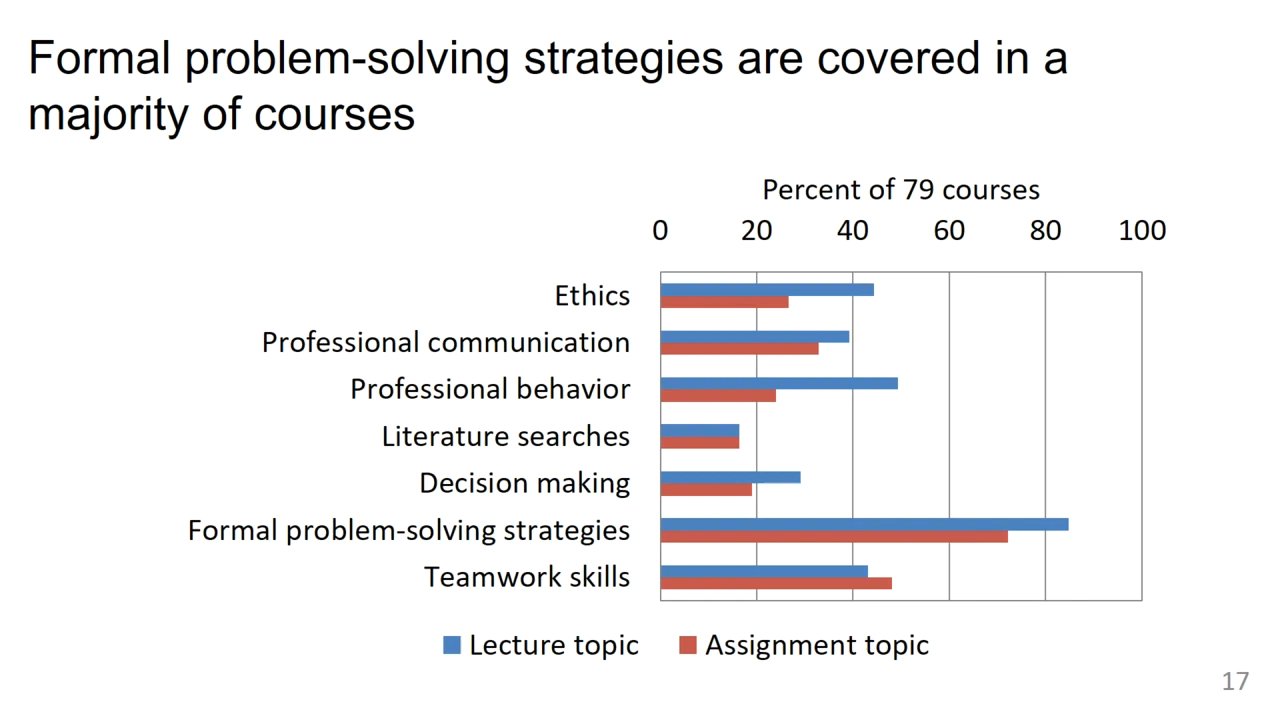 Formal problem-solving strategies are covered in a
majority of courses
Percent of 79 courses
0 20 40 60 80 100
Ethics
Professional communication
Professional behavior
Literature searches
Decision making
Formal problem-solving strategies
Teamwork skills
Lecture topic Assignment topic
17